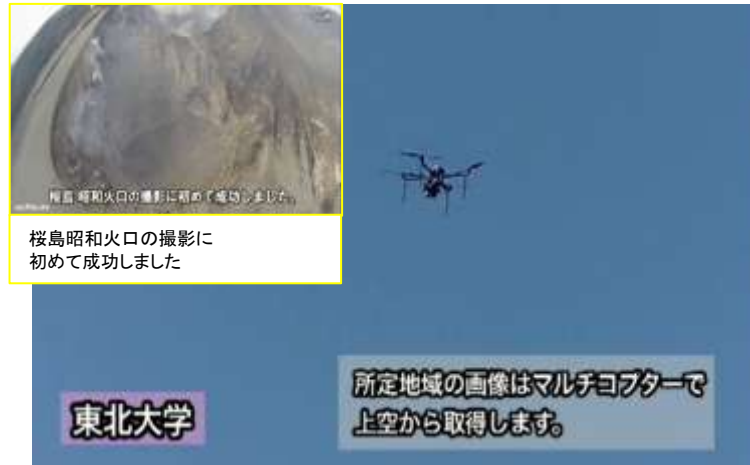 桜島 昭和火口の撮影に初めて成功しました。
桜島昭和火口の撮影に
初めて成功しました
所定地域の画像はマルチコプターで
上空から取得します。
東北大学